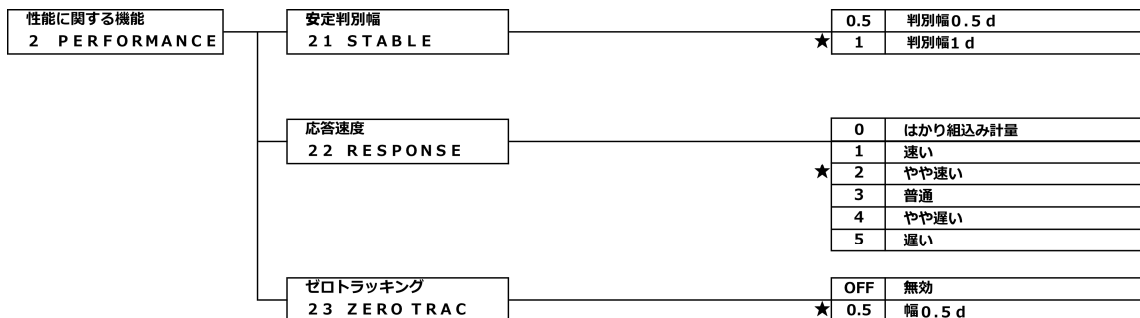 性能に関する機能
2 PERFORMANCE
安定判別幅
21 STABLE
0.5 判別幅0.5d
★ 1 判別幅1d
応答速度
22 RESPONSE
0 はかり組込み計量
1 速い
★ 2 やや速い
3 普通
4 やや遅い
5 遅い
ゼロトラッキング
23 ZERO TRAC
OFF 無効
★ 0.5 幅0.5d